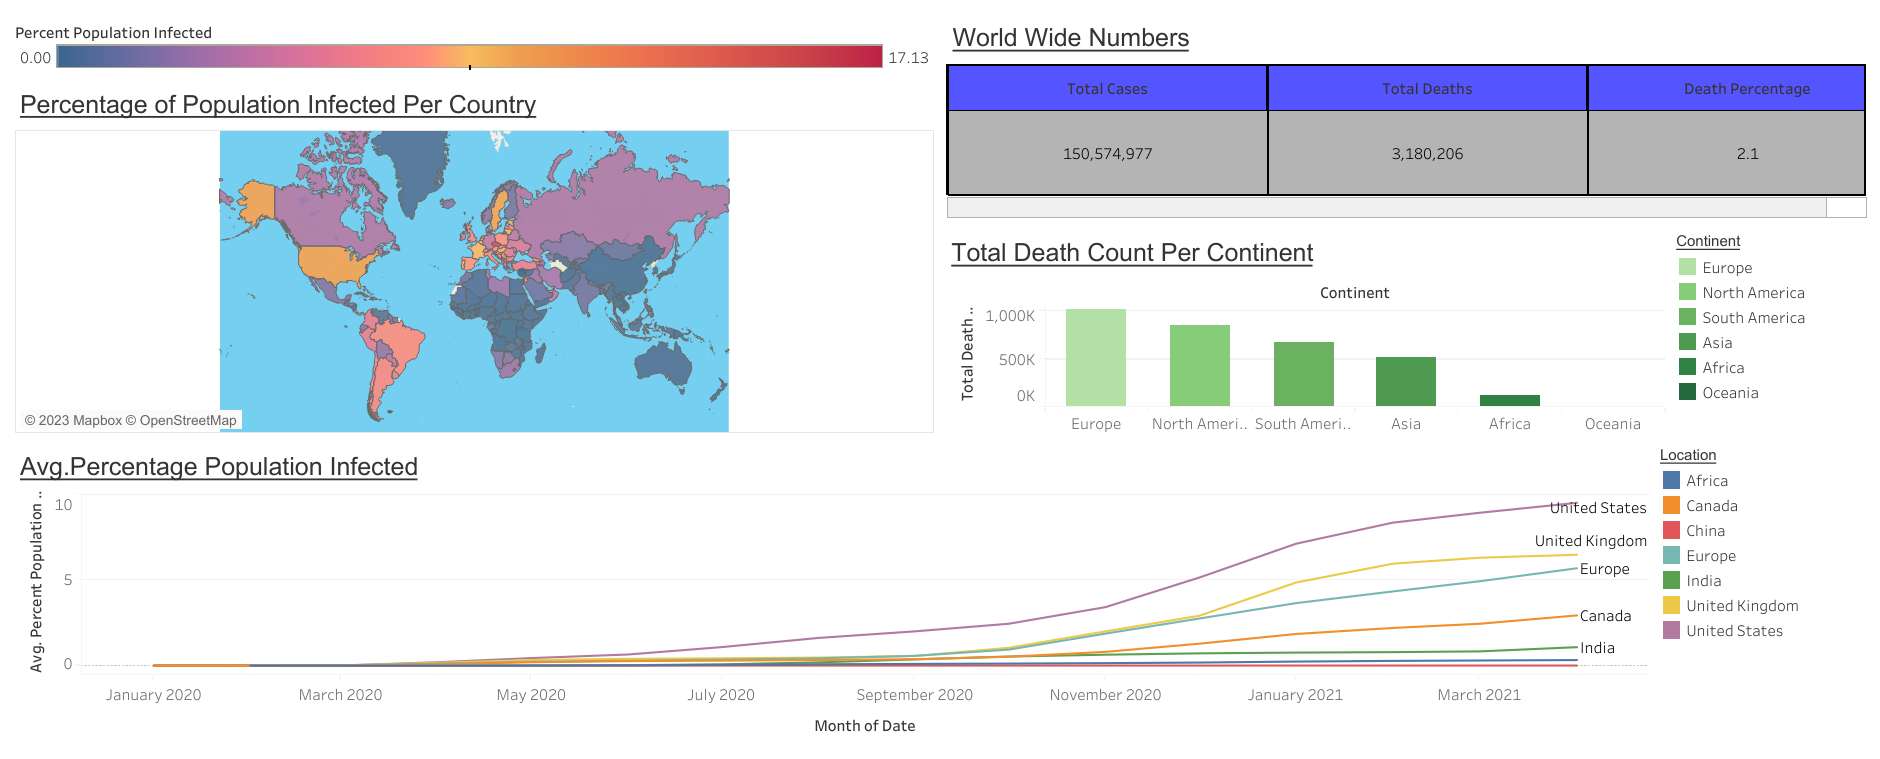 Percent Population Infected
0.00
17.13
Percentage of Population Infected Per Country
© 2023 Mapbox © OpenStreetMap
World Wide Numbers
Total Cases Total Deaths Death Percentage
150,574,977 3,180,206 2.1
Total Death Count Per Continent
Continent
Total Death ..
1,000K
500K
0K
Europe North Ameri.. South Ameri.. Asia Africa Oceania
Continent
Europe
North America
South America
Asia
Africa
Oceania
Avg.Percentage Population Infected
Avg. Percent Population ..
10
5
0
United States
United Kingdom
Europe
Canada
India
January 2020 March 2020 May 2020 July 2020 September 2020 November 2020 January 2021 March 2021
Month of Date
Location
Africa
Canada
China
Europe
India
United Kingdom
United States